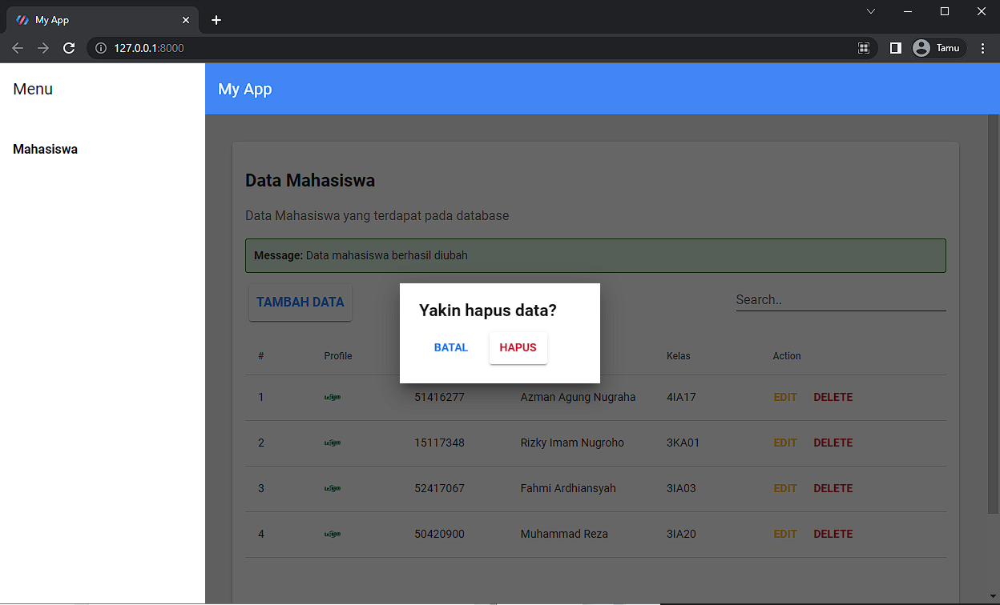 My App
127.0.0.1:8000
Tamu
Menu
My App
Mahasiswa
Data Mahasiswa
Data Mahasiswa yang terdapat pada database
Message: Data mahasiswa berhasil diubah
TAMBAH DATA
Search..
Yakin hapus data?
BATAL HAPUS
# Profile Kelas Action
1 51416277 Azman Agung Nugraha 4IA17 EDIT DELETE
2 15117348 Rizky Imam Nugroho 3KA01 EDIT DELETE
3 52417067 Fahmi Ardhiansyah 3IA03 EDIT DELETE
4 50420900 Muhammad Reza 3IA20 EDIT DELETE